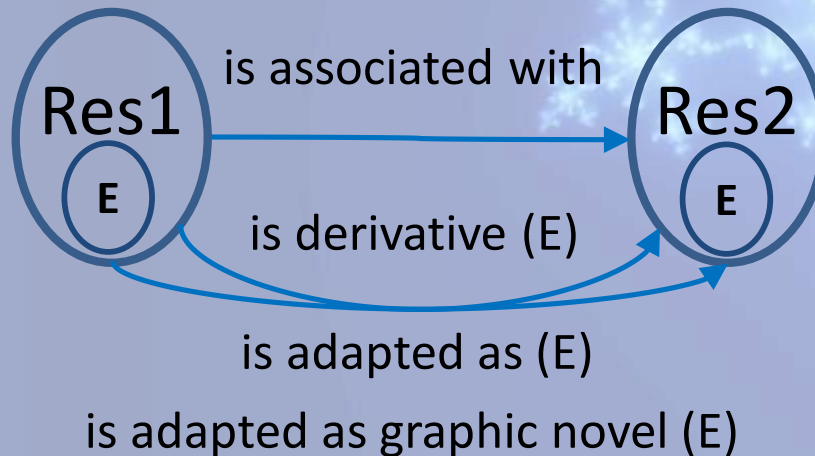 is associated with
Res1
Res2
E
E
is derivative (E)
is adapted as (E)
is adapted as graphic novel (E)